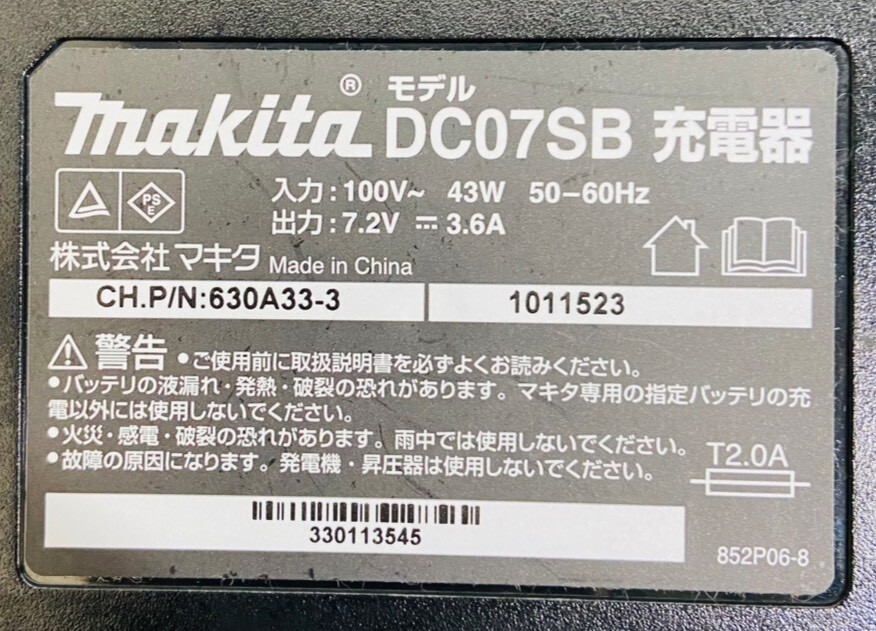 makita® モデル DC07SB 充電器
PS E
入力:100V~ 43W 50-60Hz
出力:7.2V ⎓ 3.6A
株式会社マキタ Made in China
CH.P/N:630A33-3 1011523
⚠警告 •ご使用前に取扱説明書を必ずよくお読みください。
•バッテリの液漏れ・発熱・破裂の恐れがあります。マキタ専用の指定バッテリの充
電以外には使用しないでください。
•火災・感電・破裂の恐れがあります。雨中では使用しないでください。
•故障の原因になります。発電機・昇圧器は使用しないでください。
T2.0A
330113545
852P06-8